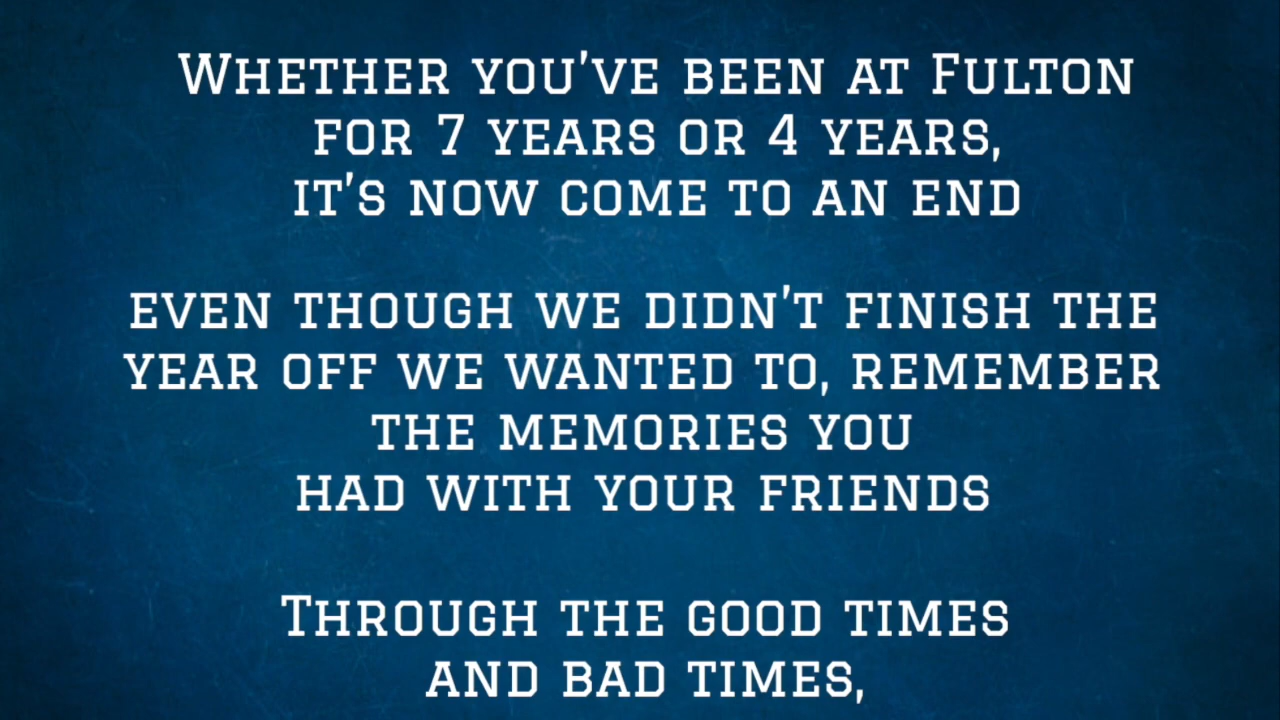 Whether you've been at Fulton
for 7 years or 4 years,
it's now come to an end
even though we didn't finish the
year off we wanted to, remember
the memories you
had with your friends
Through the good times
and bad times,